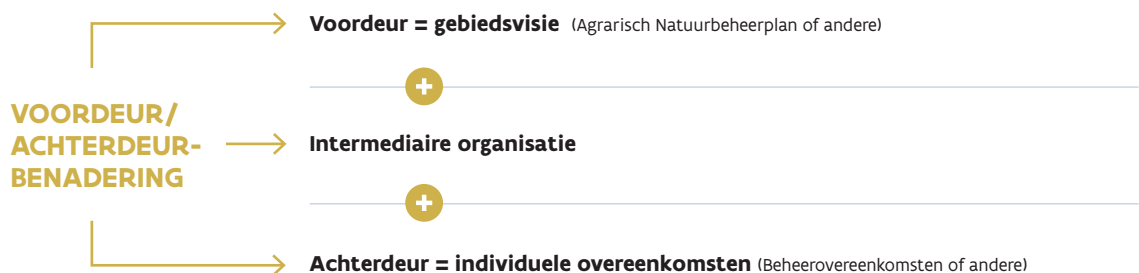 Voordeur = gebiedsvisie (Agrarisch Natuurbeheerplan of andere)
VOORDEUR/
ACHTERDEUR-
BENADERING
Intermediaire organisatie
Achterdeur = individuele overeenkomsten (Beheerovereenkomsten of andere)